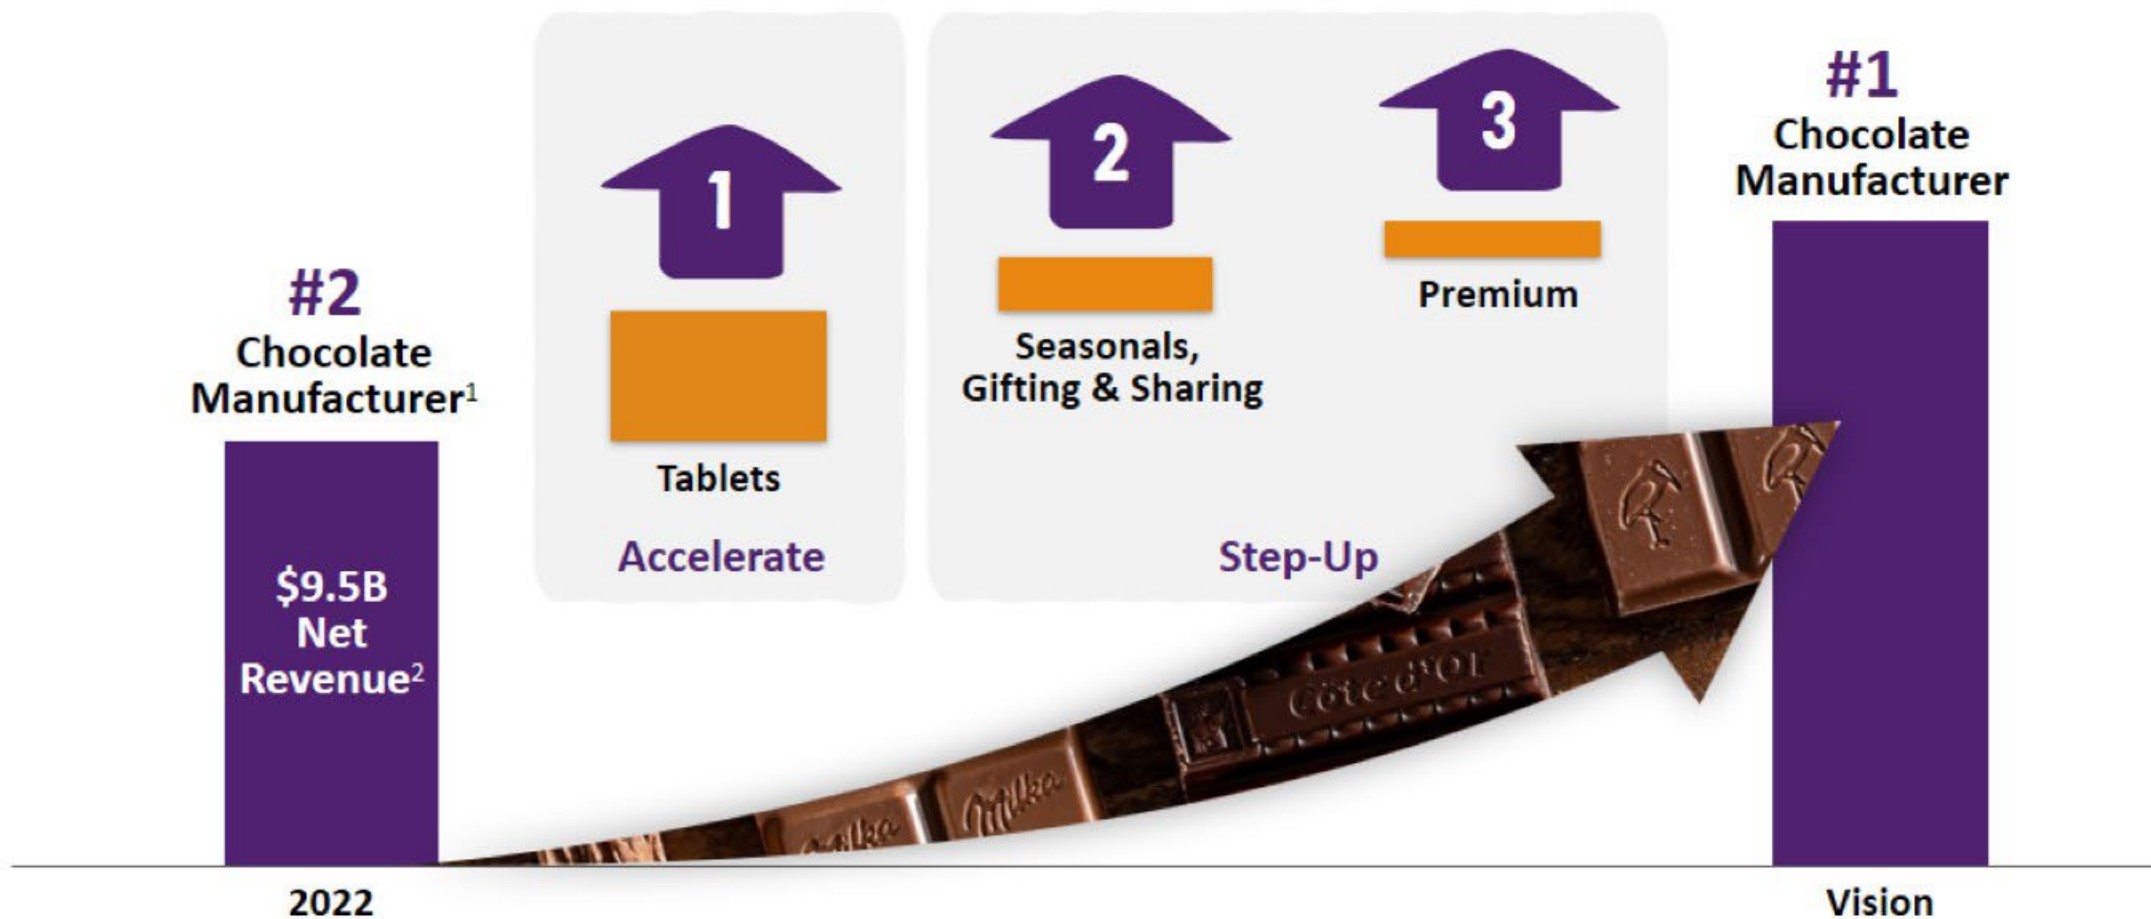 #2
Chocolate
Manufacturer¹
$9.5B
Net
Revenue²
2022
1
Tablets
Accelerate
2
Seasonals,
Gifting & Sharing
3
Premium
Step-Up
Milka
Milka
Côte d'Or
#1
Chocolate
Manufacturer
Vision